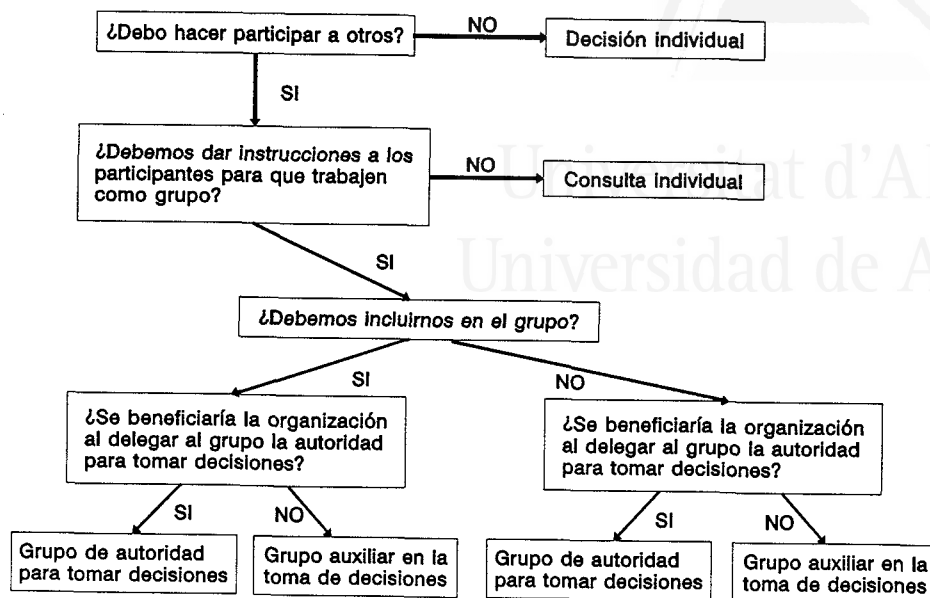 ¿Debo hacer participar a otros?
NO
Decisión individual
SI
¿Debemos dar instrucciones a los
participantes para que trabajen
como grupo?
NO
Consulta individual
SI
¿Debemos incluirnos en el grupo?
SI
NO
¿Se beneficiaría la organización
al delegar al grupo la autoridad
para tomar decisiones?
¿Se beneficiaría la organización
al delegar al grupo la autoridad
para tomar decisiones?
SI
NO
SI
NO
Grupo de autoridad
para tomar decisiones
Grupo auxiliar en la
toma de decisiones
Grupo de autoridad
para tomar decisiones
Grupo auxiliar en la
toma de decisiones
Universitat d'A
Universidad de A